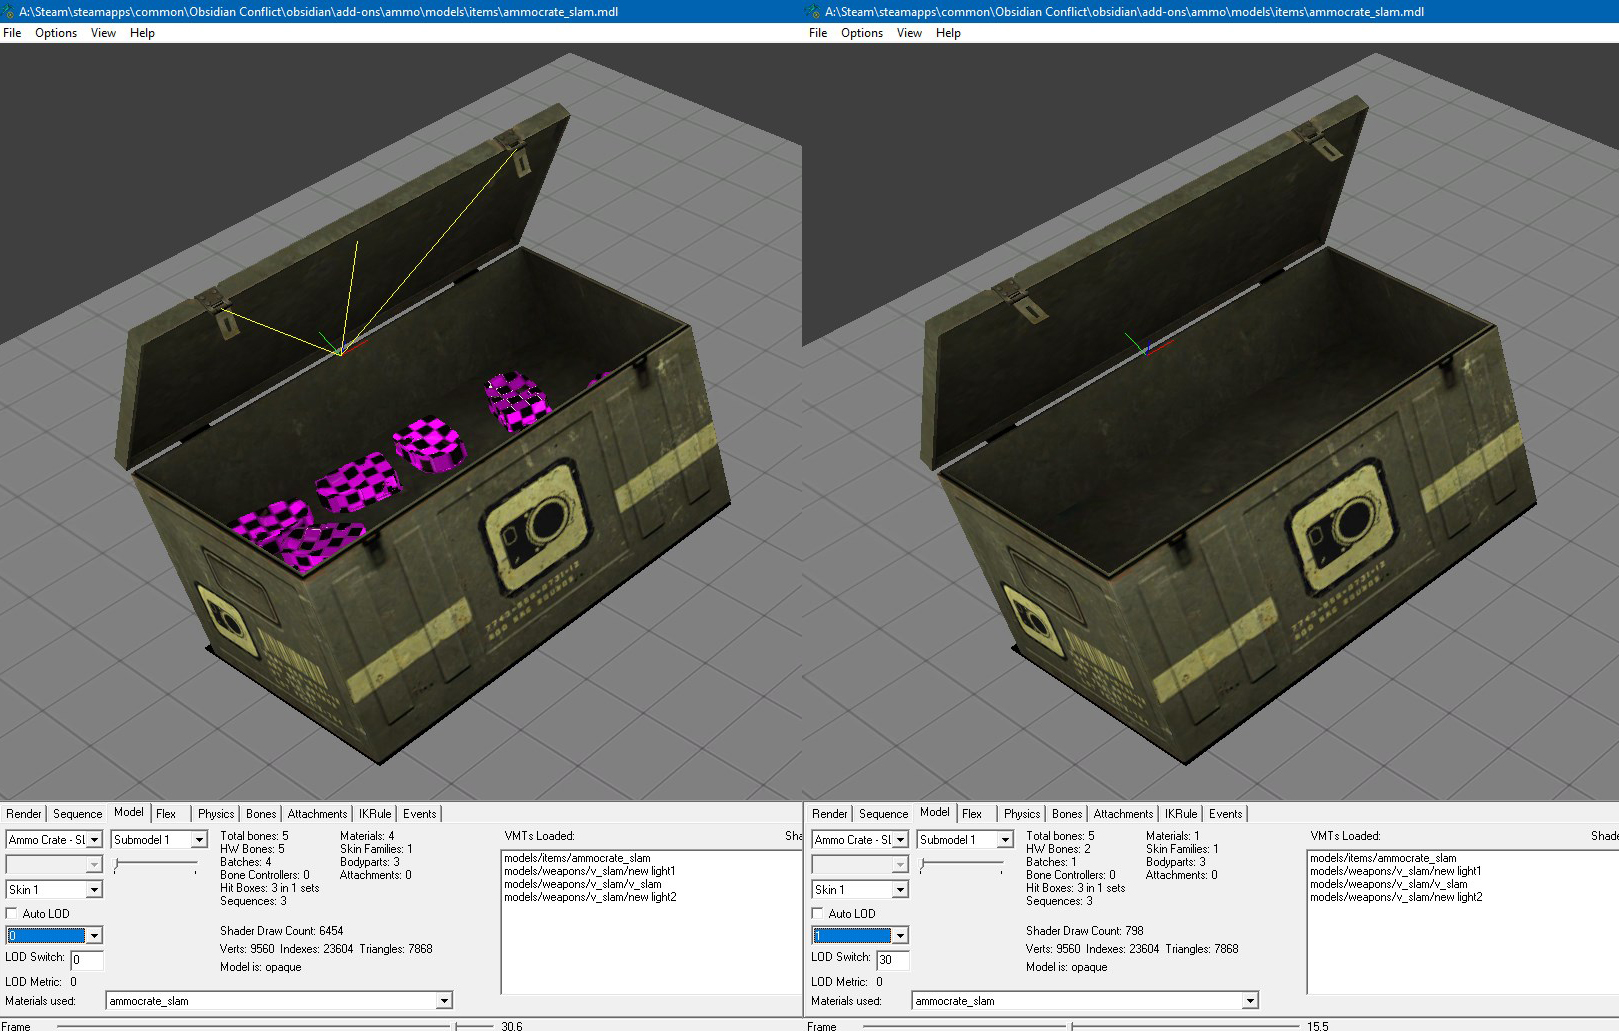 A:\Steam\steamapps\common\Obsidian Conflict\obsidian\add-ons\ammo\models\items\ammocrate_slam.mdl
File Options View Help
Render Sequence Model Flex Physics Bones Attachments IKRule Events
Ammo Crate - SL
Submodel 1
Skin 1
Auto LOD
0
LOD Switch: 0
LOD Metric: 0
Materials used: ammocrate_slam
Total bones: 5
HW Bones: 5
Batches: 4
Bone Controllers: 0
Hit Boxes: 3 in 1 sets
Sequences: 3
Materials: 4
Skin Families: 1
Bodyparts: 3
Attachments: 0
Shader Draw Count: 6454
Verts: 9560 Indexes: 23604 Triangles: 7868
Model is: opaque
VMTs Loaded:
Sha
models/items/ammocrate_slam
models/weapons/v_slam/new light1
models/weapons/v_slam/v_slam
models/weapons/v_slam/new light2
Frame 30.6
A:\Steam\steamapps\common\Obsidian Conflict\obsidian\add-ons\ammo\models\items\ammocrate_slam.mdl
File Options View Help
Render Sequence Model Flex Physics Bones Attachments IKRule Events
Ammo Crate - SL
Submodel 1
Skin 1
Auto LOD
1
LOD Switch: 30
LOD Metric: 0
Materials used: ammocrate_slam
Total bones: 5
HW Bones: 2
Batches: 1
Bone Controllers: 0
Hit Boxes: 3 in 1 sets
Sequences: 3
Materials: 1
Skin Families: 1
Bodyparts: 3
Attachments: 0
Shader Draw Count: 798
Verts: 9560 Indexes: 23604 Triangles: 7868
Model is: opaque
VMTs Loaded:
Shade
models/items/ammocrate_slam
models/weapons/v_slam/new light1
models/weapons/v_slam/v_slam
models/weapons/v_slam/new light2
Frame 15.5